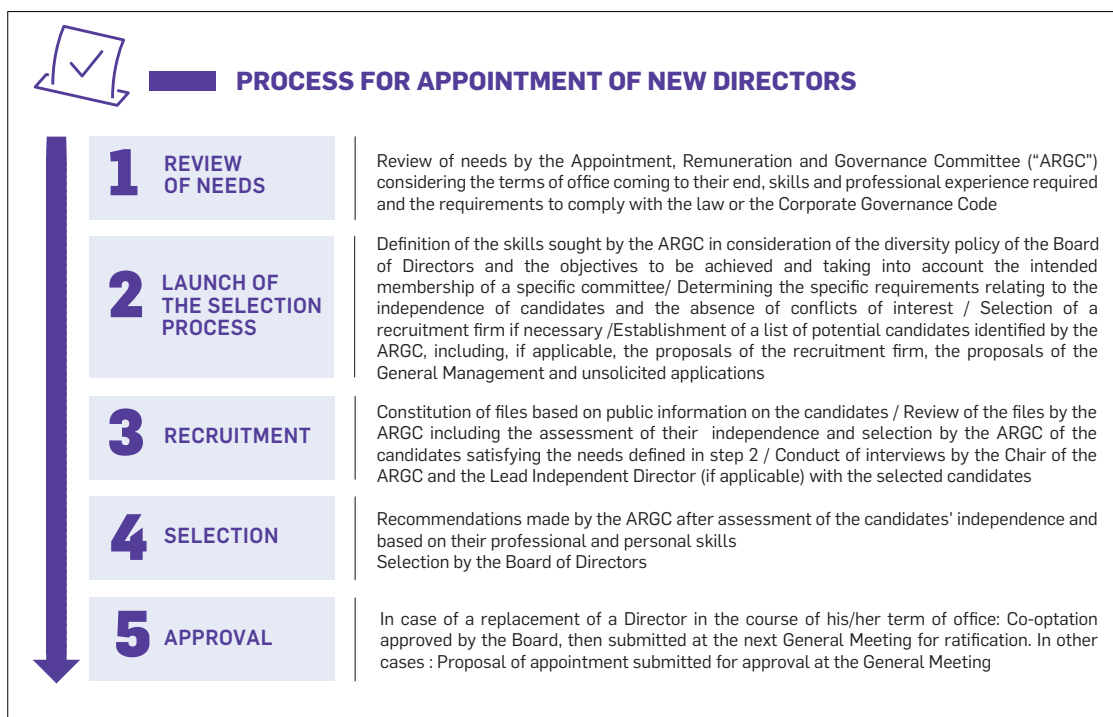 PROCESS FOR APPOINTMENT OF NEW DIRECTORS
1 REVIEW
OF NEEDS
Review of needs by the Appointment, Remuneration and Governance Committee (“ARGC”)
considering the terms of office coming to their end, skills and professional experience required
and the requirements to comply with the law or the Corporate Governance Code
2 LAUNCH OF
THE SELECTION
PROCESS
Definition of the skills sought by the ARGC in consideration of the diversity policy of the Board
of Directors and the objectives to be achieved and taking into account the intended
membership of a specific committee/ Determining the specific requirements relating to the
independence of candidates and the absence of conflicts of interest / Selection of a
recruitment firm if necessary /Establishment of a list of potential candidates identified by the
ARGC, including, if applicable, the proposals of the recruitment firm, the proposals of the
General Management and unsolicited applications
3 RECRUITMENT
Constitution of files based on public information on the candidates / Review of the files by the
ARGC including the assessment of their independence and selection by the ARGC of the
candidates satisfying the needs defined in step 2 / Conduct of interviews by the Chair of the
ARGC and the Lead Independent Director (if applicable) with the selected candidates
4 SELECTION
Recommendations made by the ARGC after assessment of the candidates' independence and
based on their professional and personal skills
Selection by the Board of Directors
5 APPROVAL
In case of a replacement of a Director in the course of his/her term of office: Co-optation
approved by the Board, then submitted at the next General Meeting for ratification. In other
cases : Proposal of appointment submitted for approval at the General Meeting